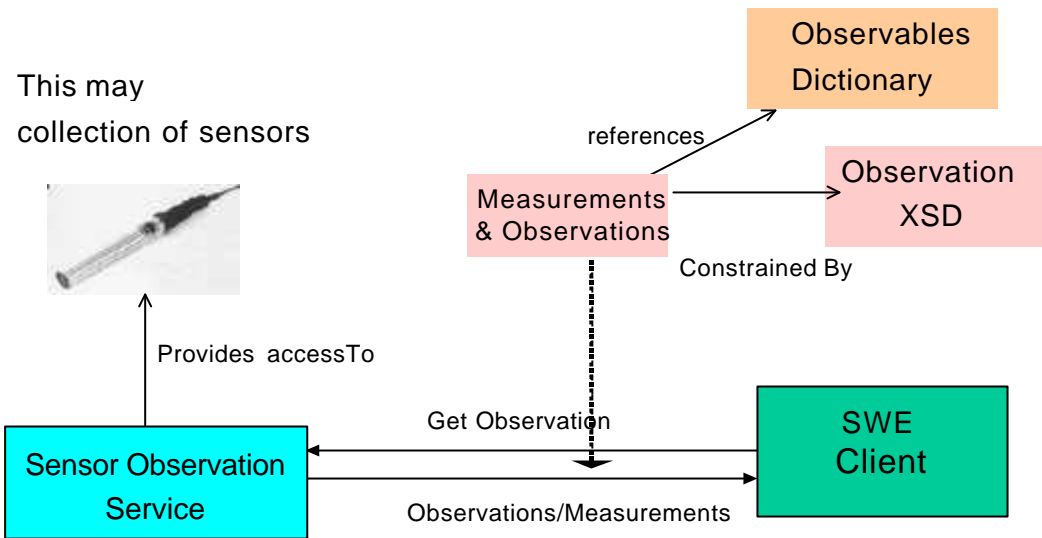 Observables
Dictionary
This may
collection of sensors
references
Observation
XSD
Measurements
& Observations
Constrained By
Provides accessTo
Get Observation
SWE
Client
Sensor Observation
Service
Observations/Measurements